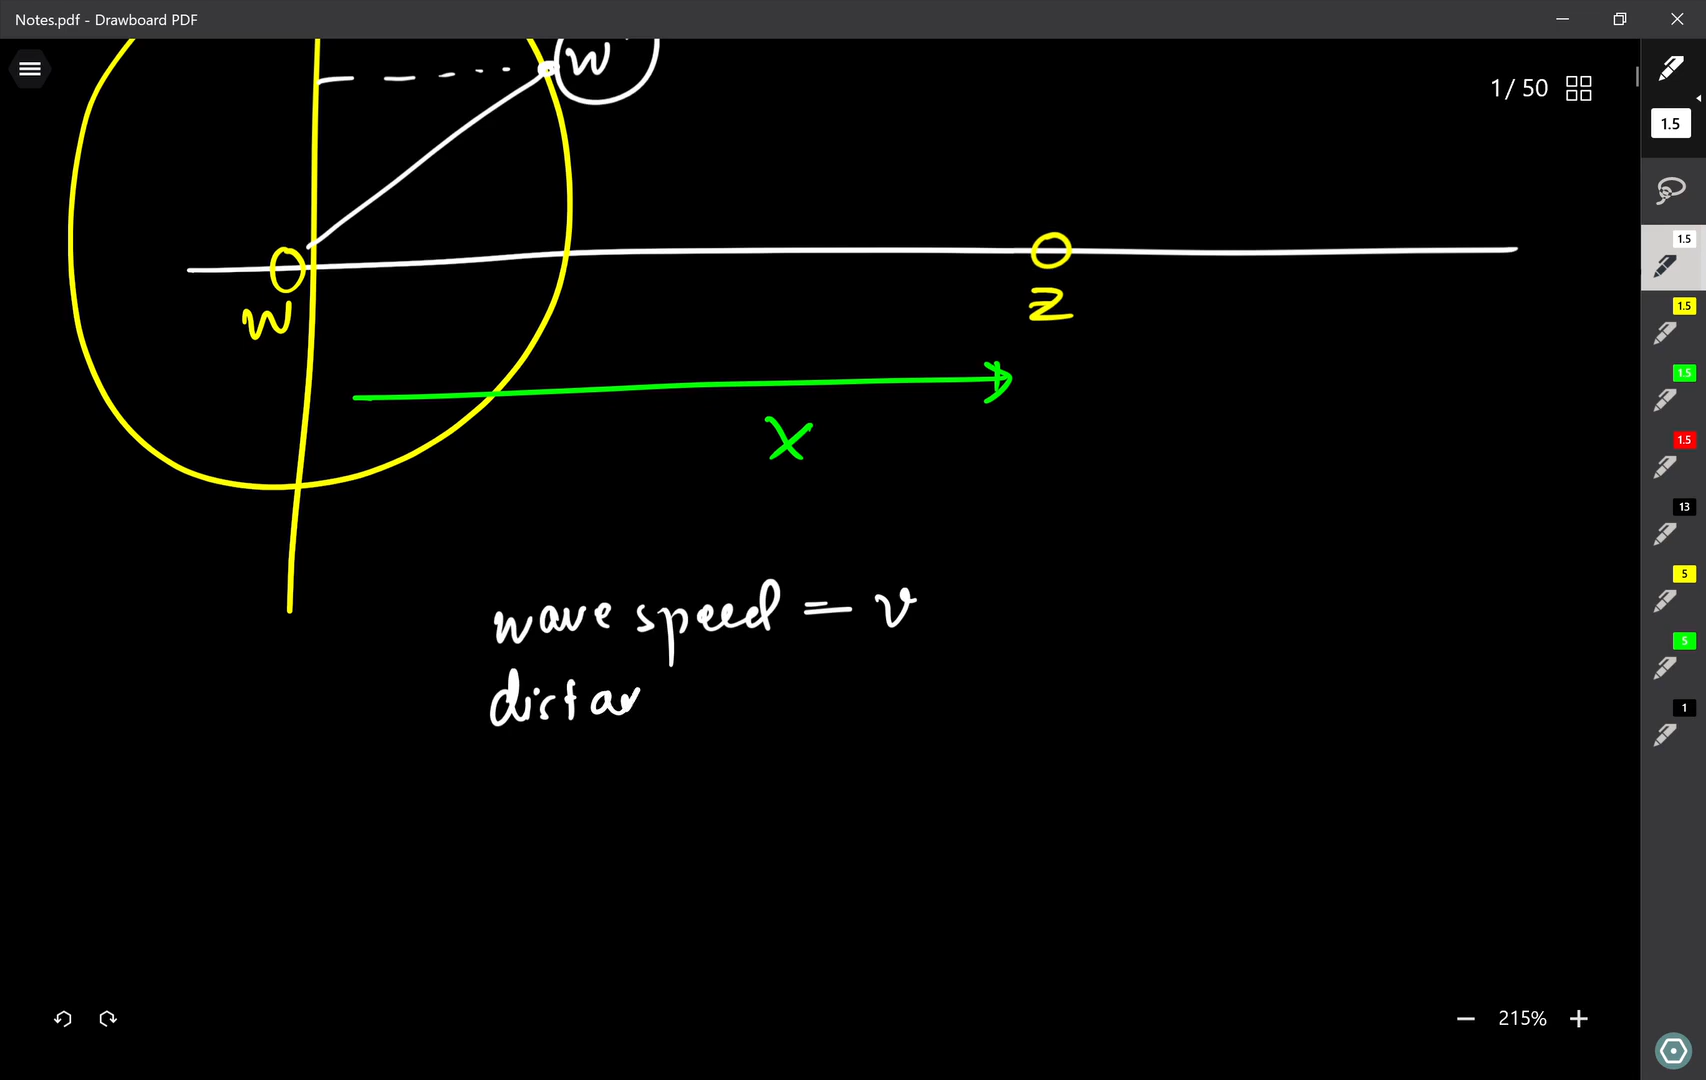 Notes.pdf - Drawboard PDF
W
1 / 50
1.5
1.5
Z
W
1.5
1.5
X
1.5
13
wave speed = v
5
distan
5
1
215%